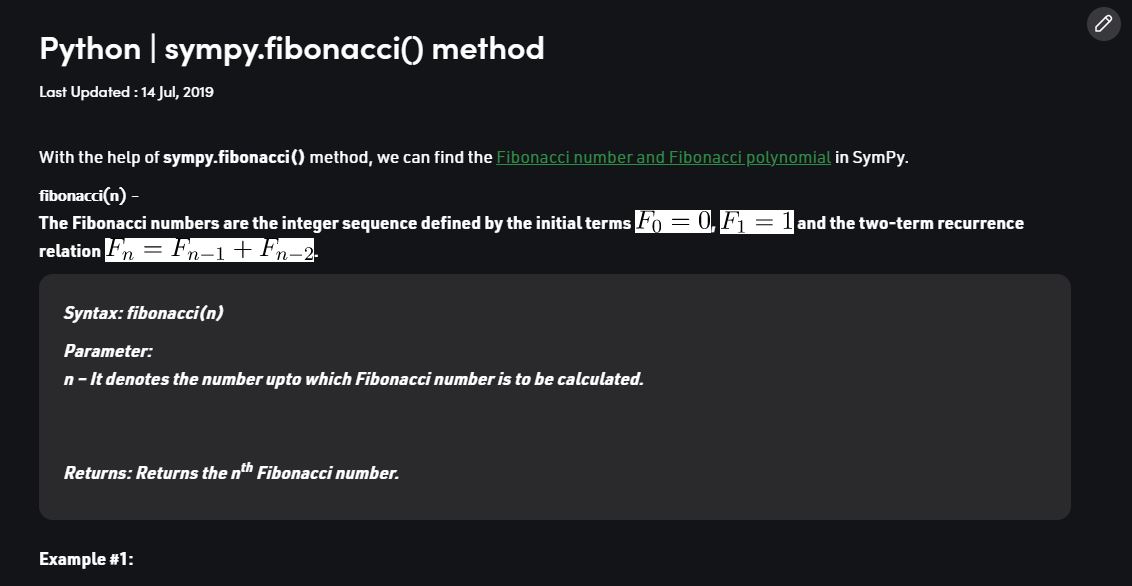 Python | sympy.fibonacci() method
Last Updated : 14 Jul, 2019
With the help of sympy.fibonacci() method, we can find the Fibonacci number and Fibonacci polynomial in SymPy.
fibonacci(n) –
The Fibonacci numbers are the integer sequence defined by the initial terms F_0 = 0, F_1 = 1 and the two-term recurrence
relation F_n = F_{n-1} + F_{n-2}.
Syntax: fibonacci(n)
Parameter:
n – It denotes the number upto which Fibonacci number is to be calculated.
Returns: Returns the n^th Fibonacci number.
Example #1: